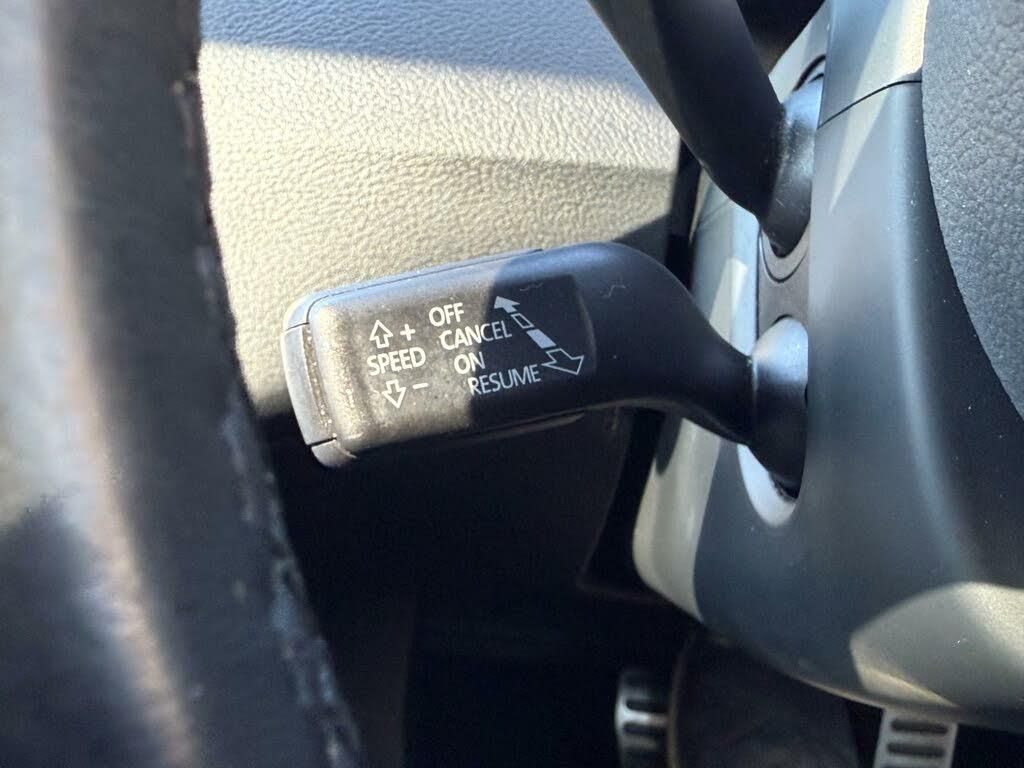 +
OFF
CANCEL
SPEED
ON
-
RESUME